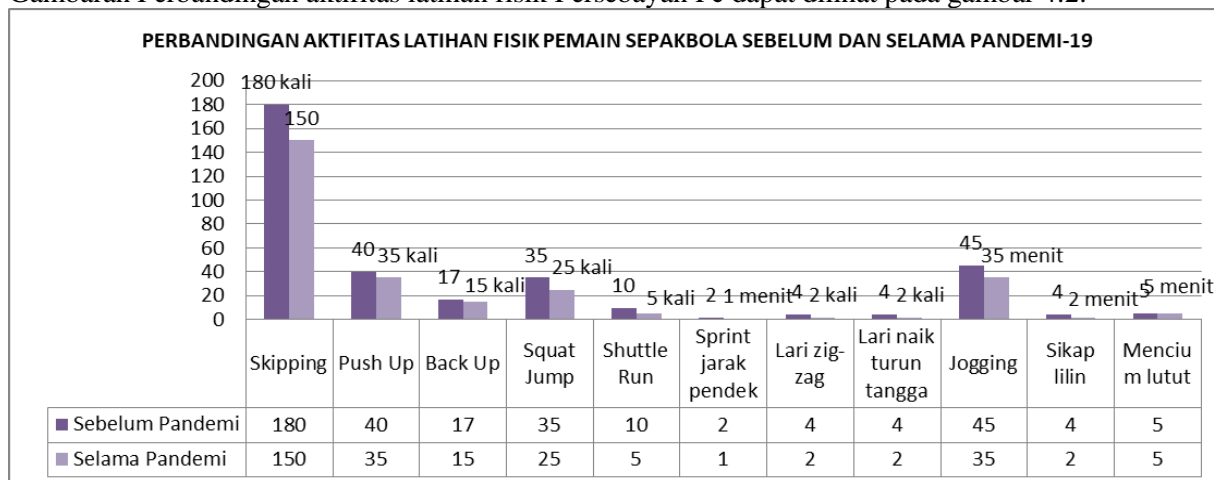 Gambaran Perbandingan aktifitas latihan fisik Persebayan Fc dapat dilihat pada gambar 4.2.
PERBANDINGAN AKTIFITAS LATIHAN FISIK PEMAIN SEPAKBOLA SEBELUM DAN SELAMA PANDEMI-19
200
180
160
140
120
100
80
60
40
20
0
180 kali
150
40
35 kali
17
15 kali
35
25 kali
10
5 kali
2
1 menit
4
2 kali
4
2 kali
45
35 menit
4
2 menit
5
5 menit
Skipping
Push Up
Back Up
Squat
Jump
Shuttle
Run
Sprint
jarak
pendek
Lari zig-
zag
Lari naik
turun
tangga
Jogging
Sikap
lilin
Menciu
m lutut
Sebelum Pandemi 180 40 17 35 10 2 4 4 45 4 5
Selama Pandemi 150 35 15 25 5 1 2 2 35 2 5